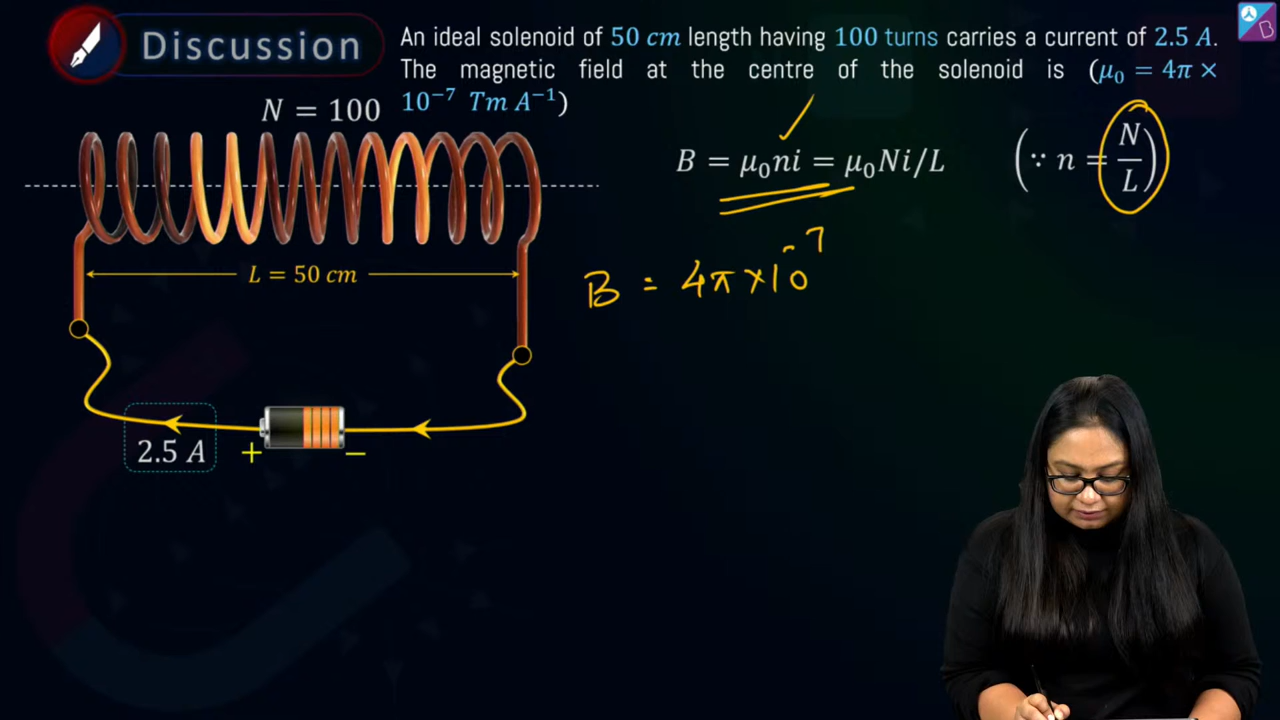 Discussion
An ideal solenoid of 50 cm length having 100 turns carries a current of 2.5 A.
The magnetic field at the centre of the solenoid is (μ₀ = 4π ×
10⁻⁷ Tm A⁻¹)
N = 100
B = μ₀ni = μ₀Ni/L
(∵ n = N/L)
B = 4π×10⁻⁷
L = 50 cm
2.5 A
+
−
B